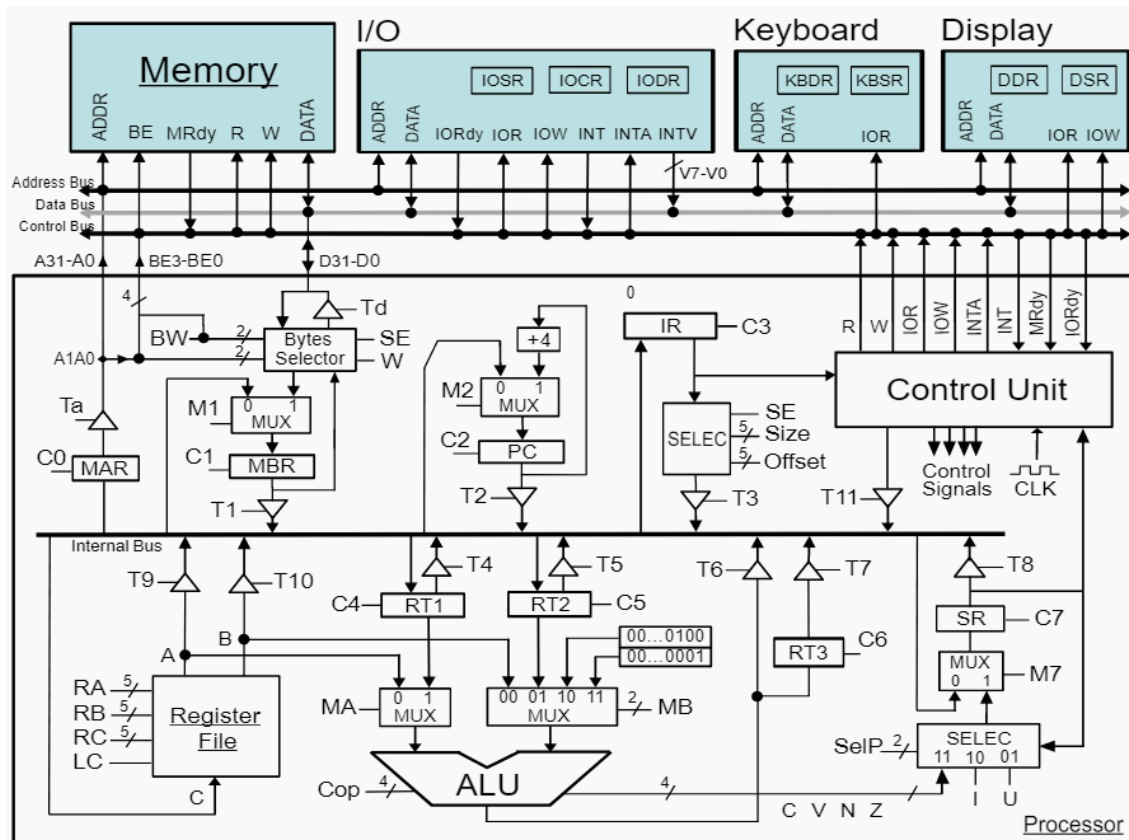 Memory
I/O
Keyboard
Display
IOSR
IOCR
IODR
KBDR
KBSR
DDR
DSR
ADDR
BE
MRdy
R
W
DATA
ADDR
DATA
IORdy
IOR
IOW
INT
INTA
INTV
ADDR
DATA
IOR
ADDR
DATA
IOR
IOW
V7-V0
Address Bus
Data Bus
Control Bus
A31-A0
BE3-BE0
D31-D0
4
Td
BW
2
Bytes
Selector
SE
A1A0
2
W
+4
0
IR
C3
R
W
IOR
IOW
INTA
INT
MRdy
IORdy
Control Unit
Ta
M1
0 1
MUX
M2
0 1
MUX
SELEC
SE
5
Size
5
Offset
C0
MAR
C1
MBR
C2
PC
Control
Signals
CLK
T1
T2
T3
T11
Internal Bus
T9
T10
T4
T5
T6
T7
T8
C4
RT1
RT2
C5
SR
C7
B
A
00...0100
00...0001
RT3
C6
MUX
0 1
M7
RA
5
RB
5
RC
5
LC
Register
File
MA
0 1
MUX
00 01 10 11
MUX
2
MB
SelP
2
SELEC
11 10 01
C
Cop
4
ALU
4
C V N Z
I
U
Processor